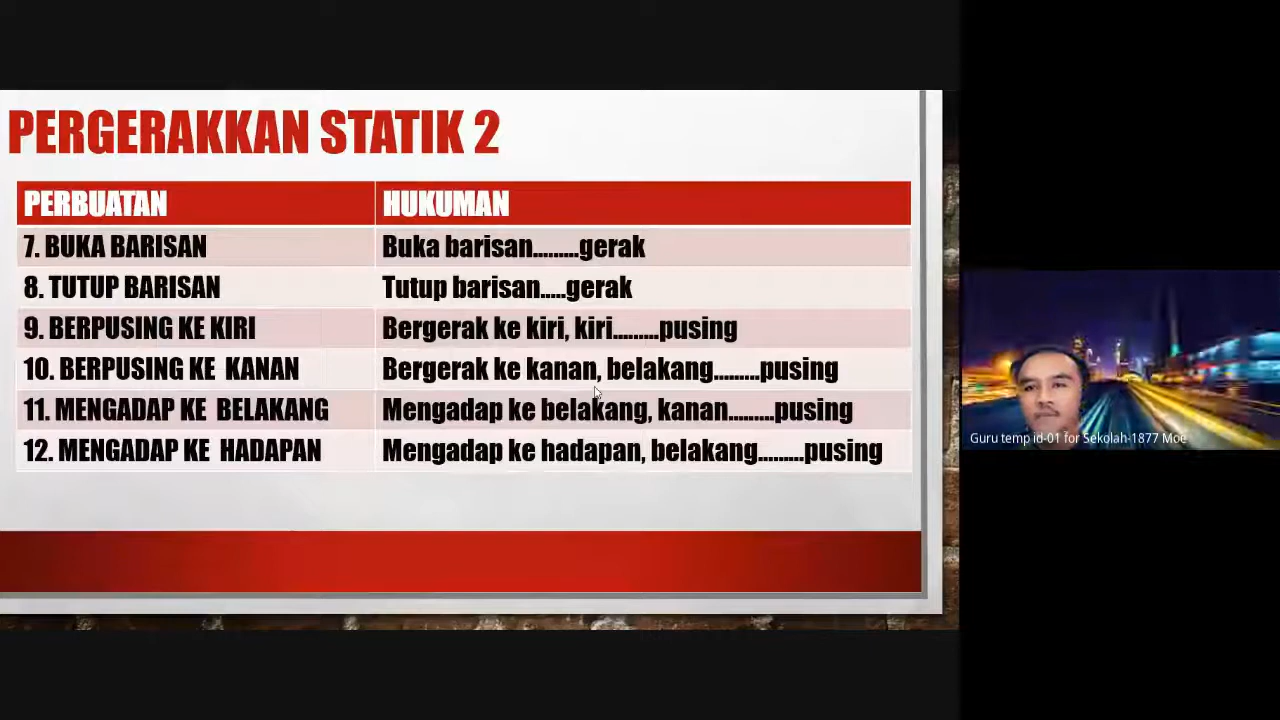 PERGERAKKAN STATIK 2
PERBUATAN HUKUMAN
7. BUKA BARISAN Buka barisan.........gerak
8. TUTUP BARISAN Tutup barisan.....gerak
9. BERPUSING KE KIRI Bergerak ke kiri, kiri.........pusing
10. BERPUSING KE KANAN Bergerak ke kanan, belakang.........pusing
11. MENGADAP KE BELAKANG Mengadap ke belakang, kanan.........pusing
12. MENGADAP KE HADAPAN Mengadap ke hadapan, belakang.........pusing
Guru temp id-01 for Sekolah-1877 Moe